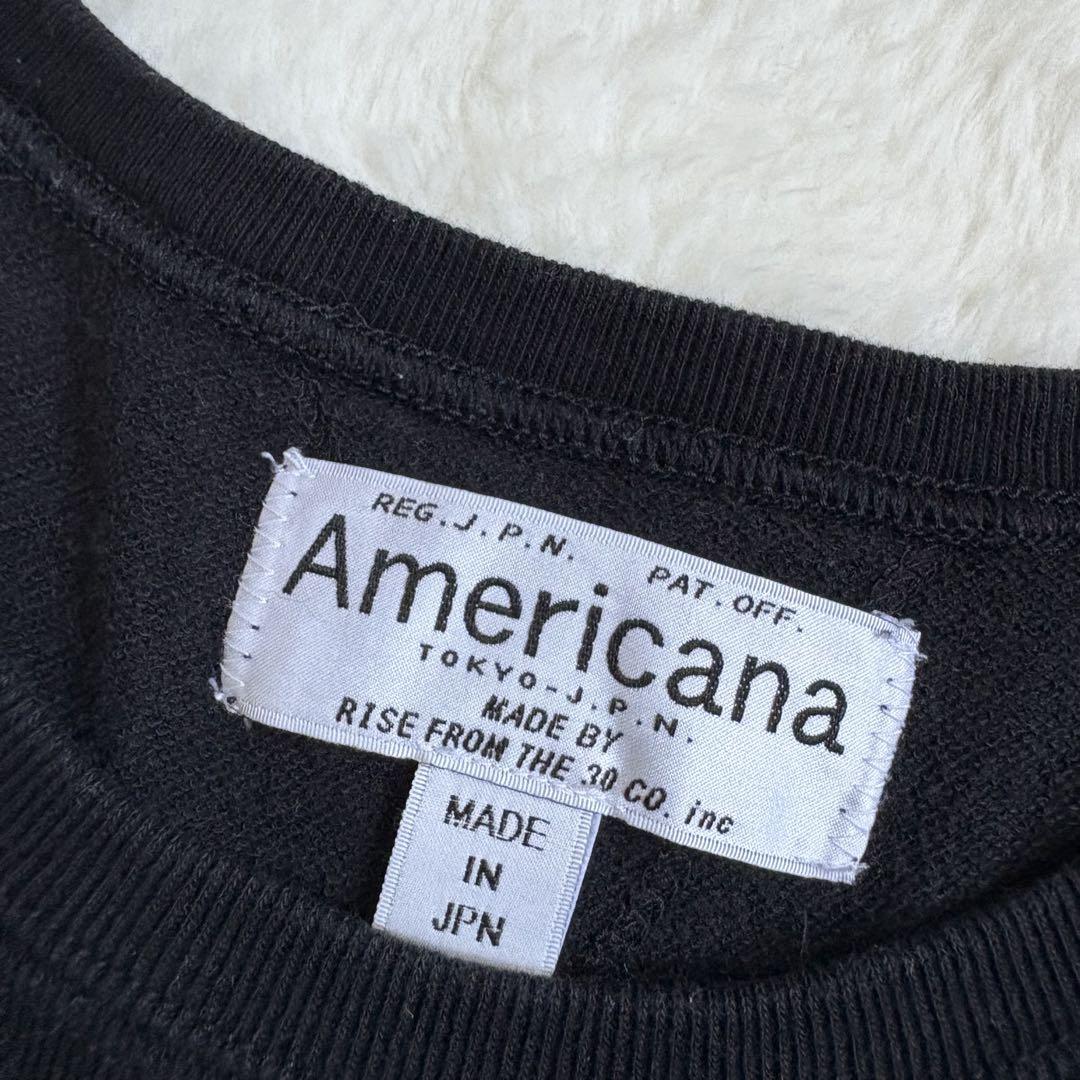 REG.J.P.N. PAT.OFF.
Americana
TOKYO-J.P.N.
MADE BY
RISE FROM THE 30 CO. inc
MADE
IN
JPN